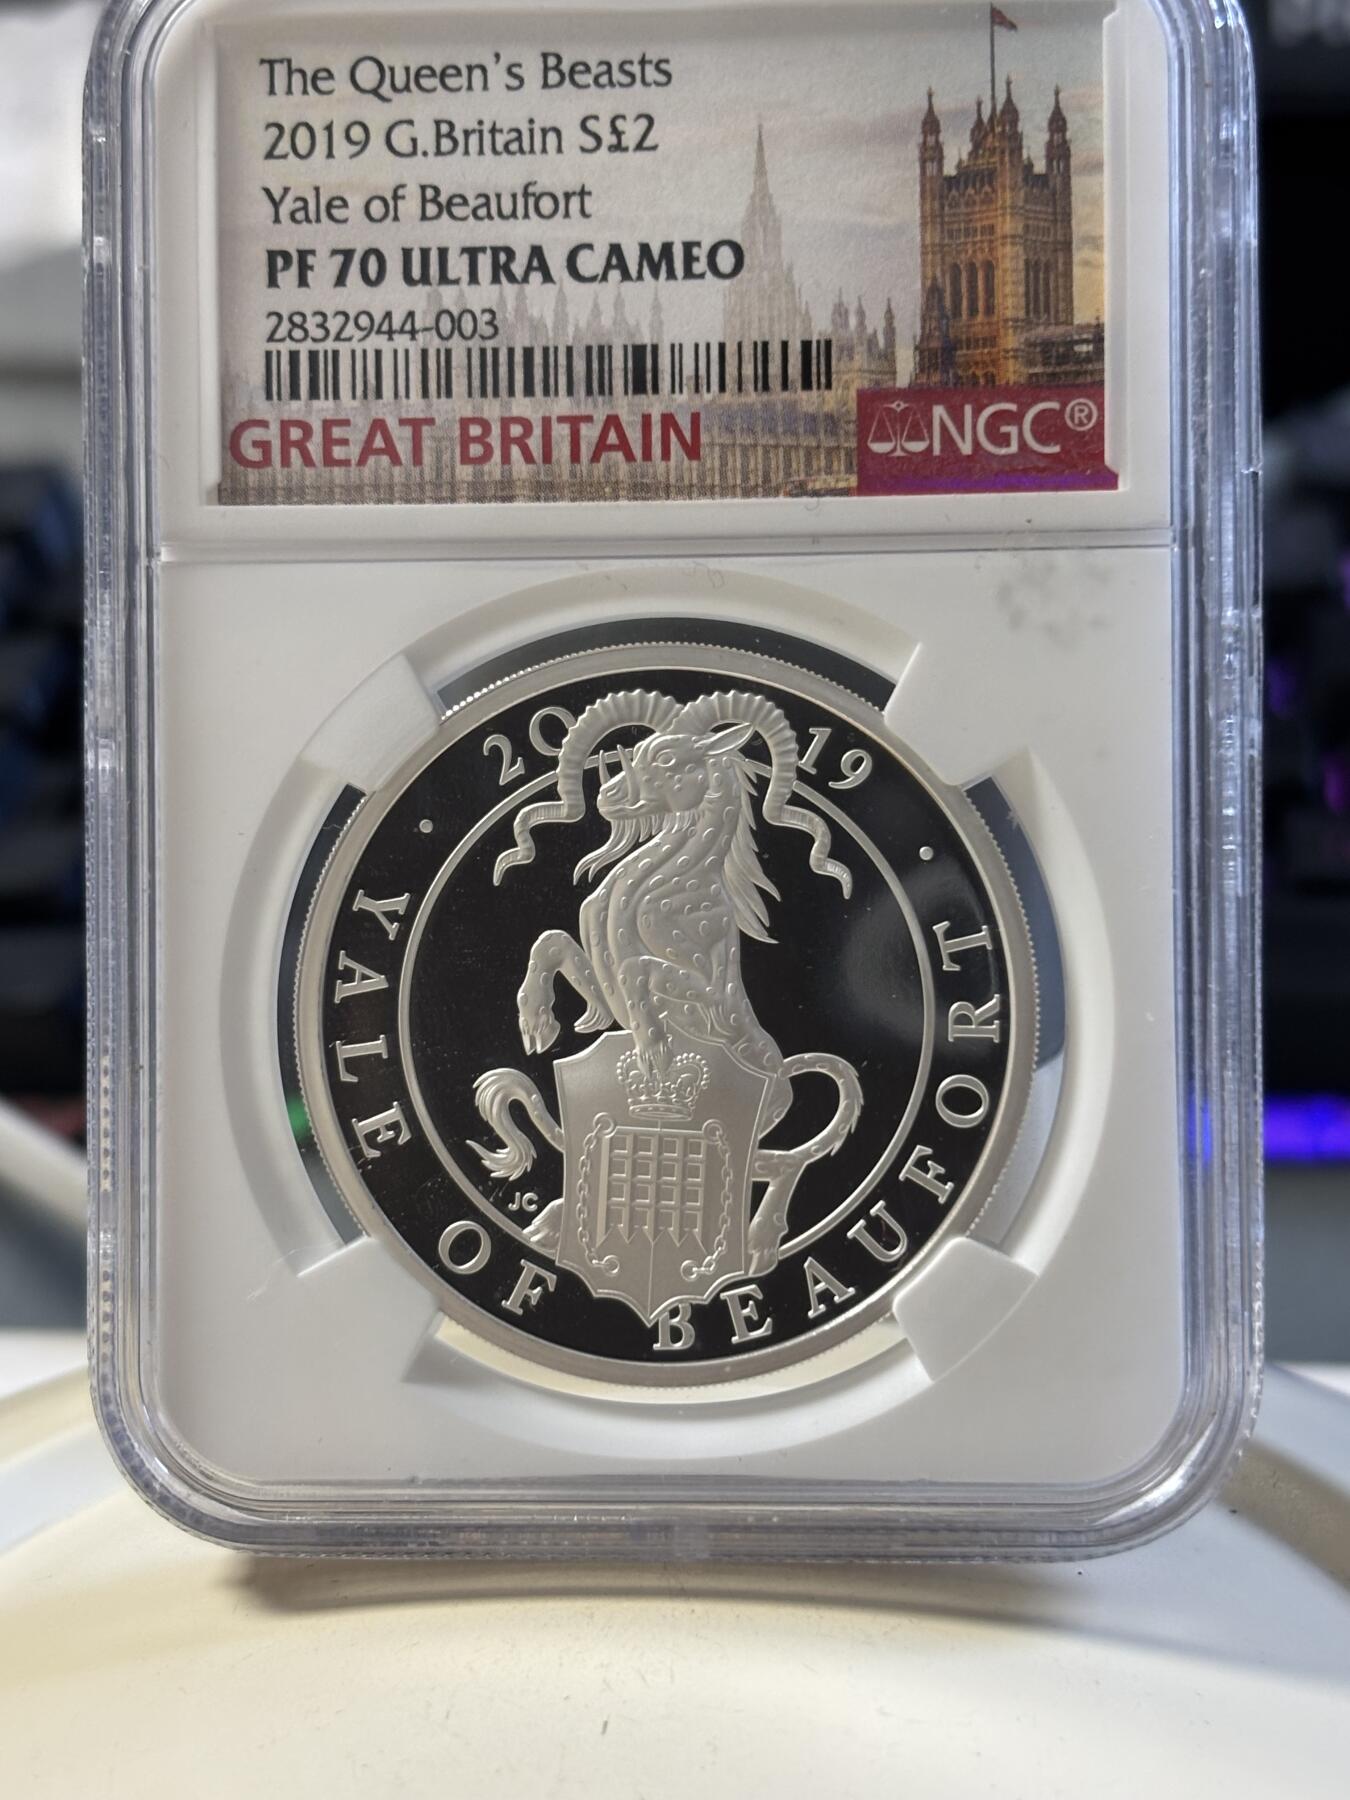 The Queen's Beasts
2019 G.Britain S£2
Yale of Beaufort
PF 70 ULTRA CAMEO
2832944-003
GREAT BRITAIN
NGC®
2019
· YALE OF BEAUFORT ·
JC